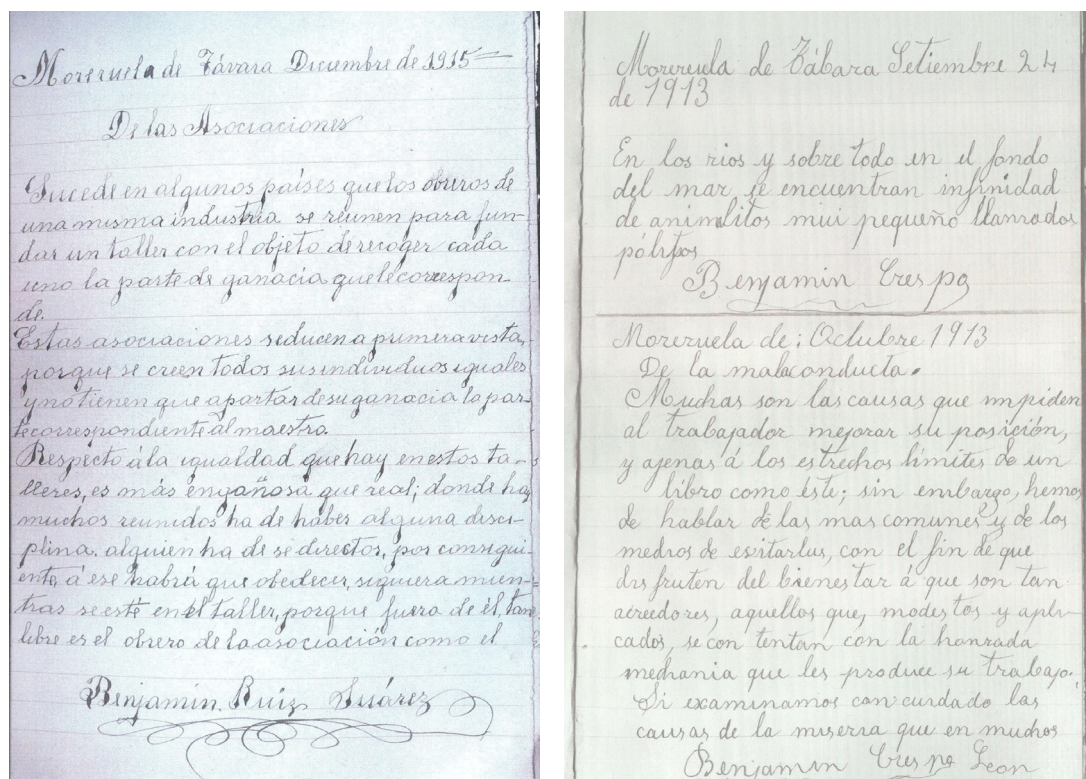 Moreruela de Távara Diciembre de 1915
De las Asociaciones
Sucede en algunos países que los obreros de
una misma industria se reunen para fun-
dar un taller con el objeto de recoger cada
uno la parte de ganacia que le correspon-
de.
Estas asociaciones seducen a primera vista,
porque se creen todos sus individuos iguales
y no tienen que apartar de su ganacia la par-
te correspondiente al maestro.
Respecto á la igualdad que hay en estos ta-
lleres, es más engañosa que real; donde hay
muchos reunidos ha de haber alguna disci-
plina. alguien ha de se director, por consigui-
ente, á ese habrá que obedecer, siquiera mien-
tras se esté en el taller, porque fuera de él, tan
libre es el obrero de la asociación como el
Benjamín Ruiz Suárez
Morereula de Tábara Setiembre 24
de 1913
En los rios y sobre todo en el fondo
del mar se encuentran infinidad
de animalitos mui pequeño llamados
polipos
Benjamin Crespo
Morezuela de; Octubre 1913
De la mala conducta.
Muchas son las causas que impiden
al trabajador mejorar su posición,
y ajenas á los estrechos límites de un
libro como éste; sin embargo, hemos
de hablar de las mas comunes y de los
medios de evitarlas, con el fin de que
disfruten del bienestar á que son tan
acreedores, aquellos que, modestos y apli-
cados, se con tentan con la honrada
mediania que les produce su trabajo.
Si examinamos con cuidado las
causas de la miseria que en muchos
Benjamin Crespo Leon